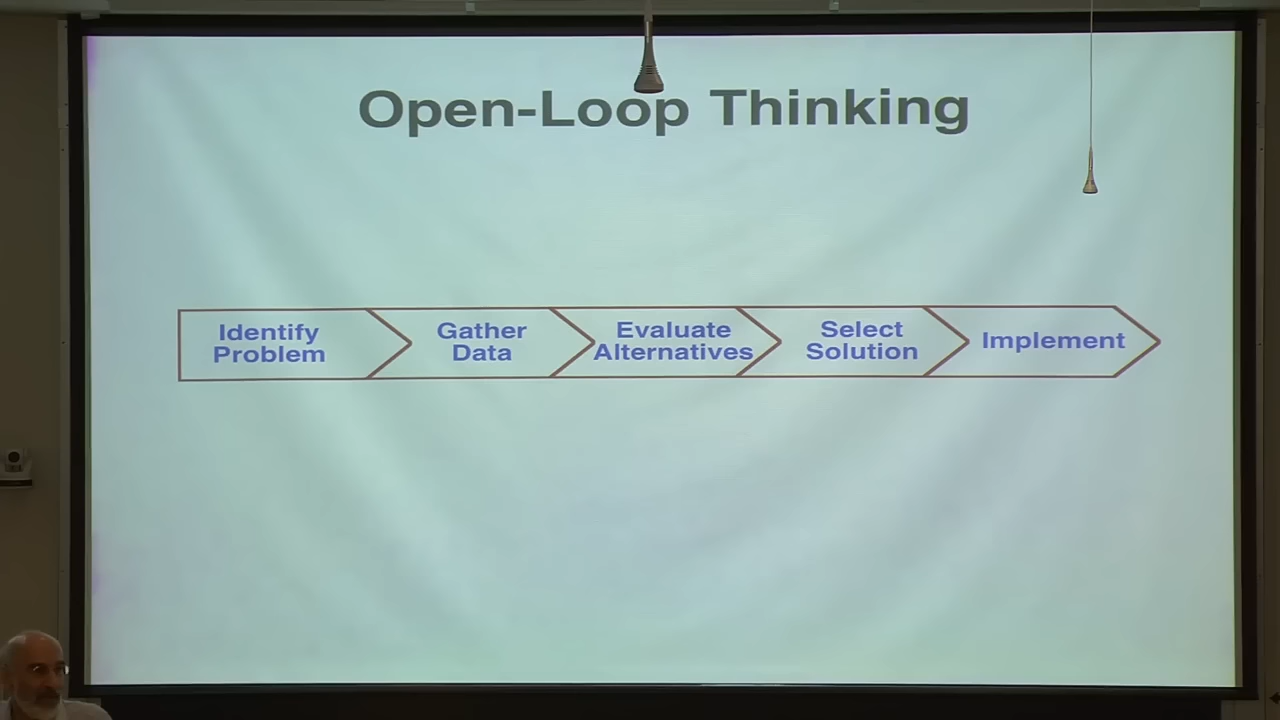 Open-Loop Thinking
Identify
Problem
Gather
Data
Evaluate
Alternatives
Select
Solution
Implement